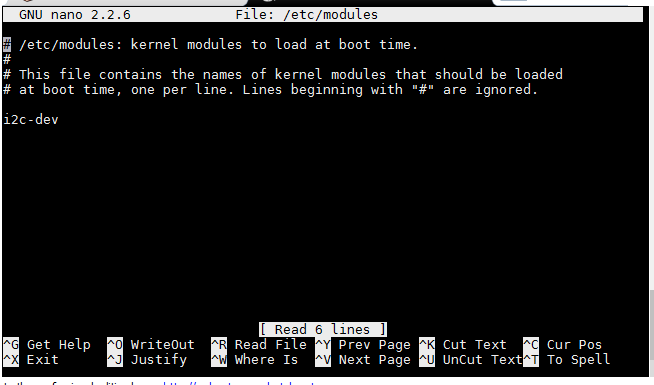 GNU nano 2.2.6 File: /etc/modules
# /etc/modules: kernel modules to load at boot time.
#
# This file contains the names of kernel modules that should be loaded
# at boot time, one per line. Lines beginning with "#" are ignored.
i2c-dev
[ Read 6 lines ]
^G Get Help ^O WriteOut ^R Read File ^Y Prev Page ^K Cut Text ^C Cur Pos
^X Exit ^J Justify ^W Where Is ^V Next Page ^U UnCut Text ^T To Spell